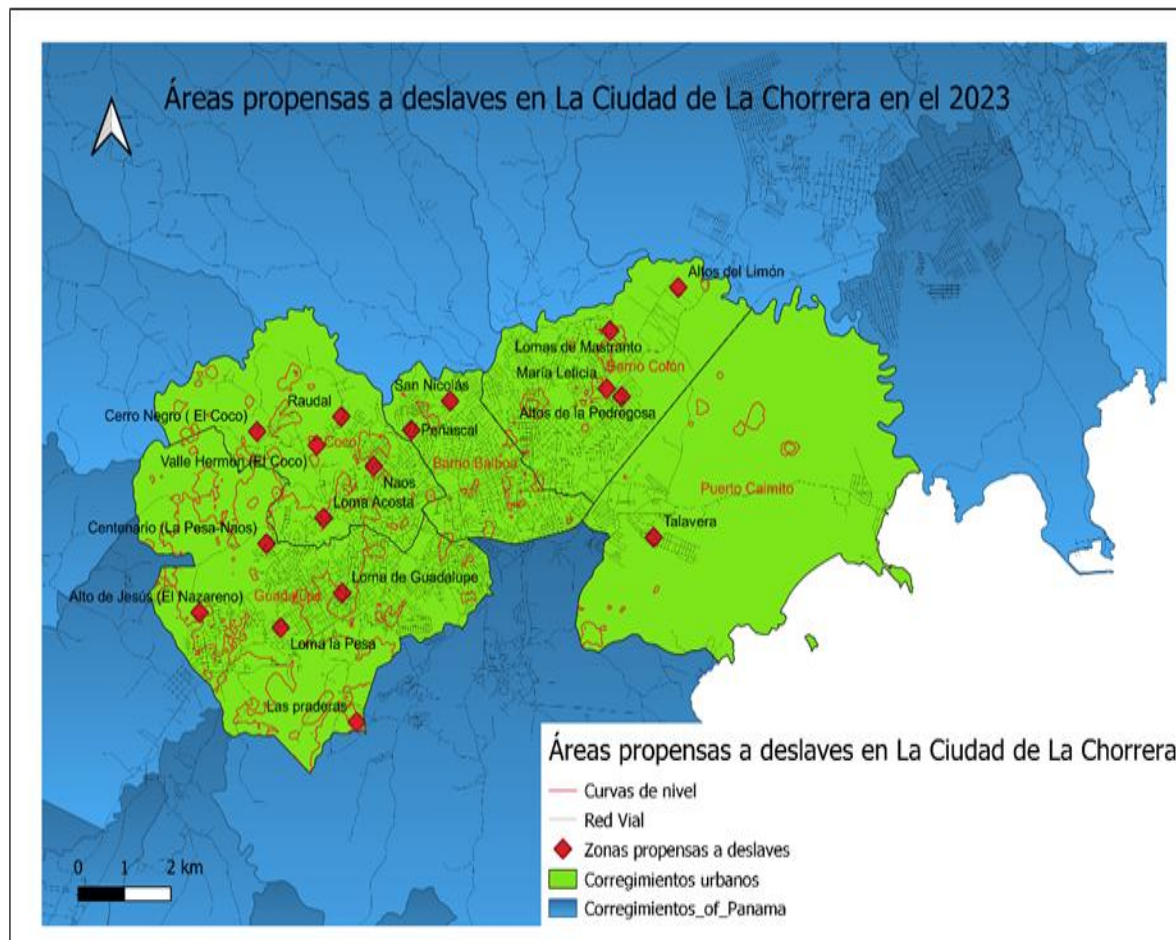 Áreas propensas a deslaves en La Ciudad de La Chorrera en el 2023
Altos del Limón
Lomas de Mastranto
Barrio Colón
María Leticia
San Nicolás
Altos de la Pedregosa
Raudal
Cerro Negro ( El Coco)
Peñascal
El Coco
Valle Hermon (El Coco)
Barrio Balboa
Naos
Puerto Caimito
Loma Acosta
Talavera
Centenario (La Pesa-Naos)
Loma de Guadalupe
Alto de Jesús (El Nazareno)
Guadalupe
Loma la Pesa
Las praderas
Áreas propensas a deslaves en La Ciudad de La Chorrera
Curvas de nivel
Red Vial
Zonas propensas a deslaves
Corregimientos urbanos
Corregimientos_of_Panama
0 1 2 km